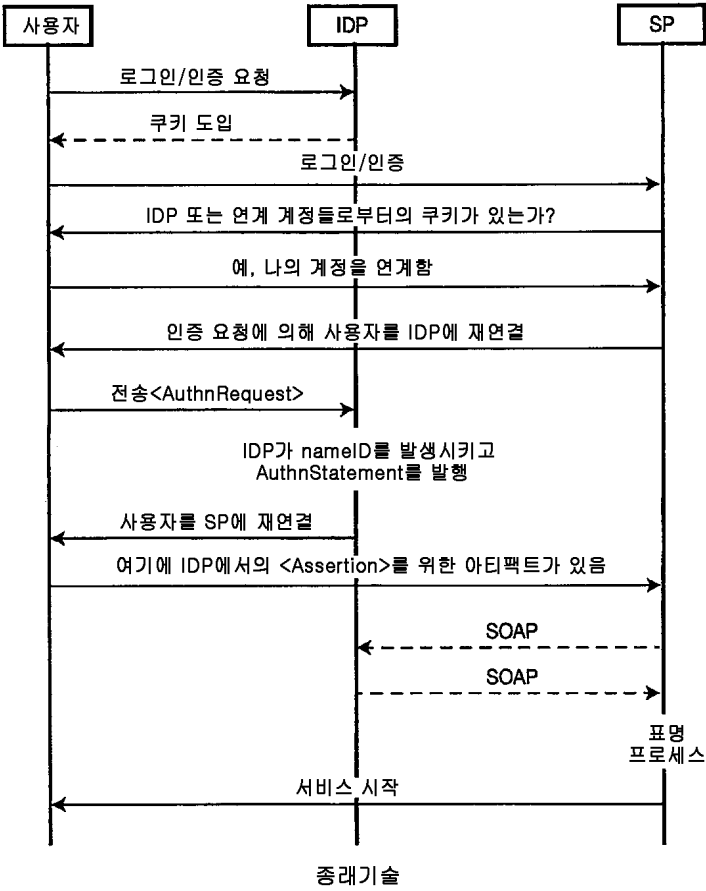 사용자
IDP
SP
로그인/인증 요청
쿠키 도입
로그인/인증
IDP 또는 연계 계정들로부터의 쿠키가 있는가?
예, 나의 계정을 연계함
인증 요청에 의해 사용자를 IDP에 재연결
전송<AuthnRequest>
IDP가 nameID를 발생시키고
AuthnStatement를 발행
사용자를 SP에 재연결
여기에 IDP에서의 <Assertion>를 위한 아티팩트가 있음
SOAP
SOAP
표명
프로세스
서비스 시작
종래기술